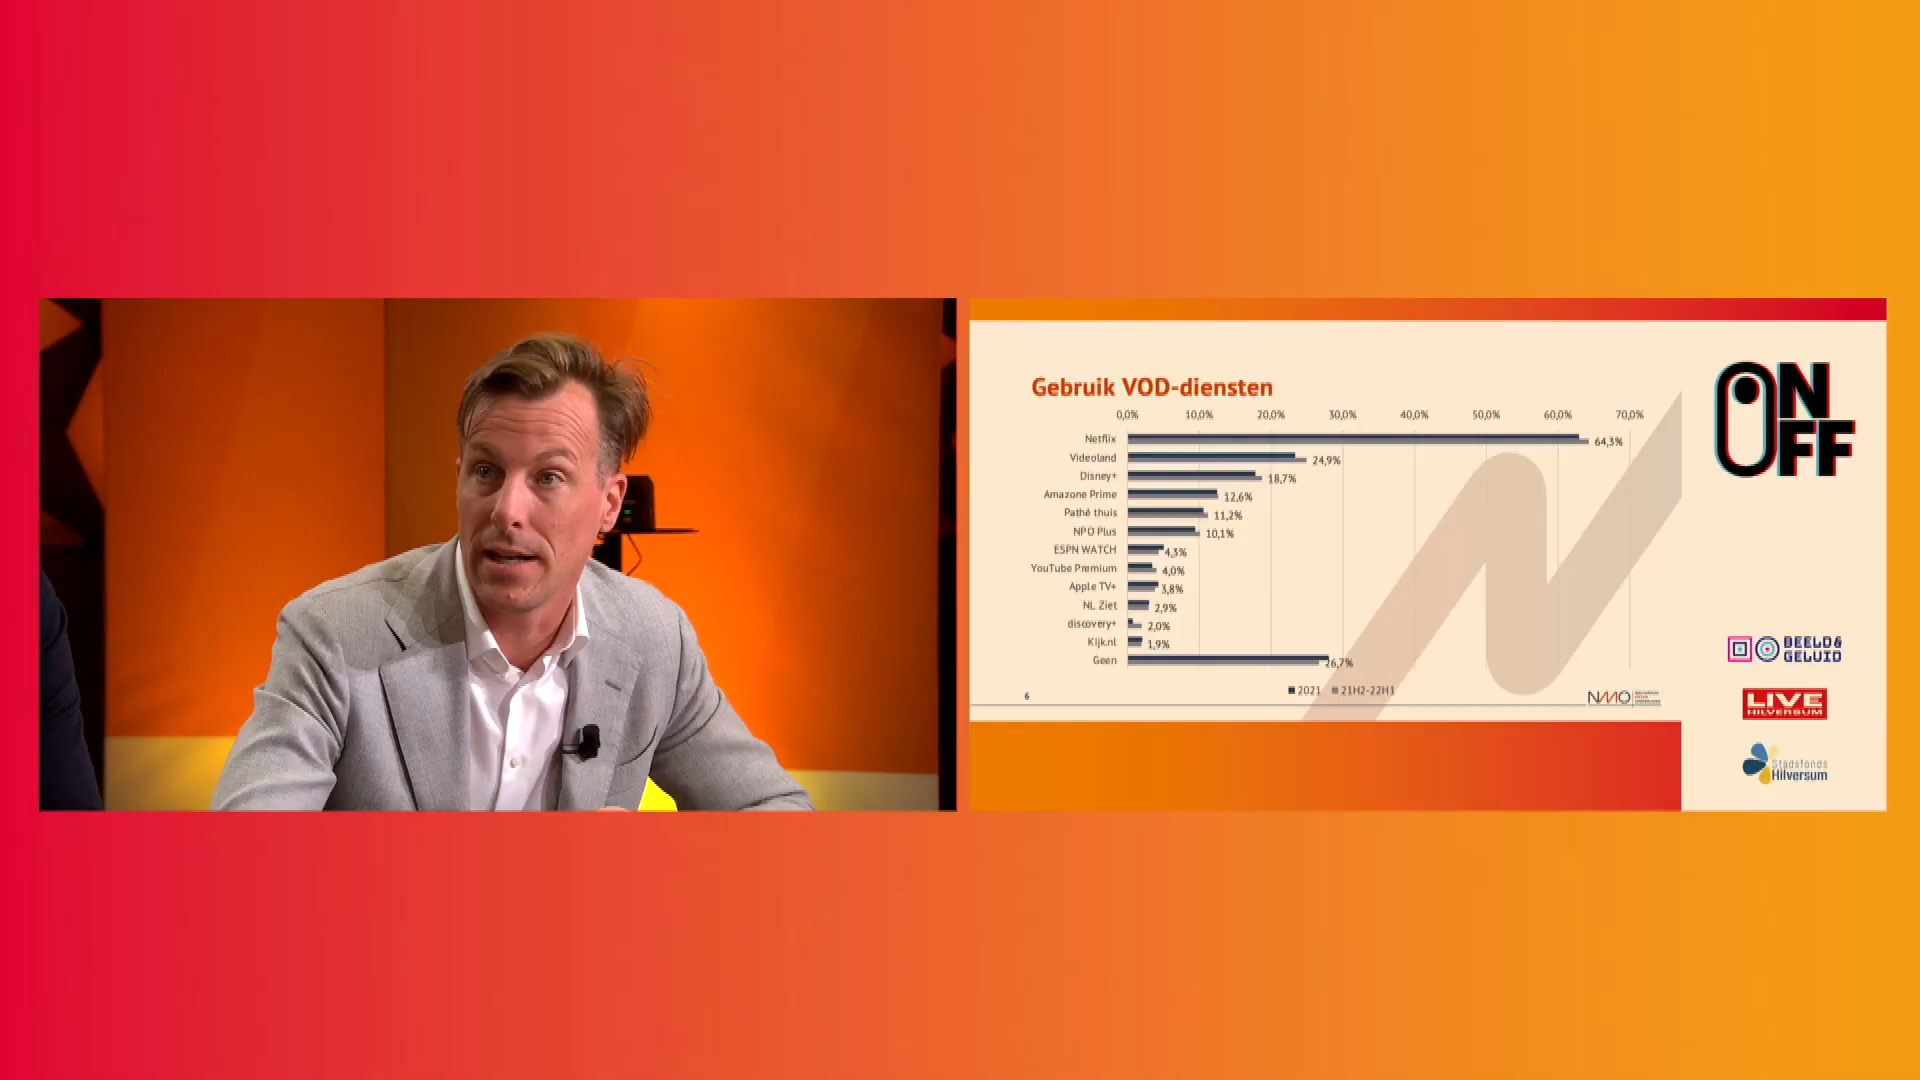 Gebruik VOD-diensten
0,0% 10,0% 20,0% 30,0% 40,0% 50,0% 60,0% 70,0%
Netflix 64,3%
Videoland 24,9%
Disney+ 18,7%
Amazone Prime 12,6%
Pathé thuis 11,2%
NPO Plus 10,1%
ESPN WATCH 4,3%
YouTube Premium 4,0%
Apple TV+ 3,8%
NL Ziet 2,9%
discovery+ 2,0%
Kijk.nl 1,9%
Geen 26,7%
2021 21H2-22H1
6
NMO
ON
OFF
BEELD&
GELUID
LIVE
HILVERSUM
Stadsfonds
Hilversum